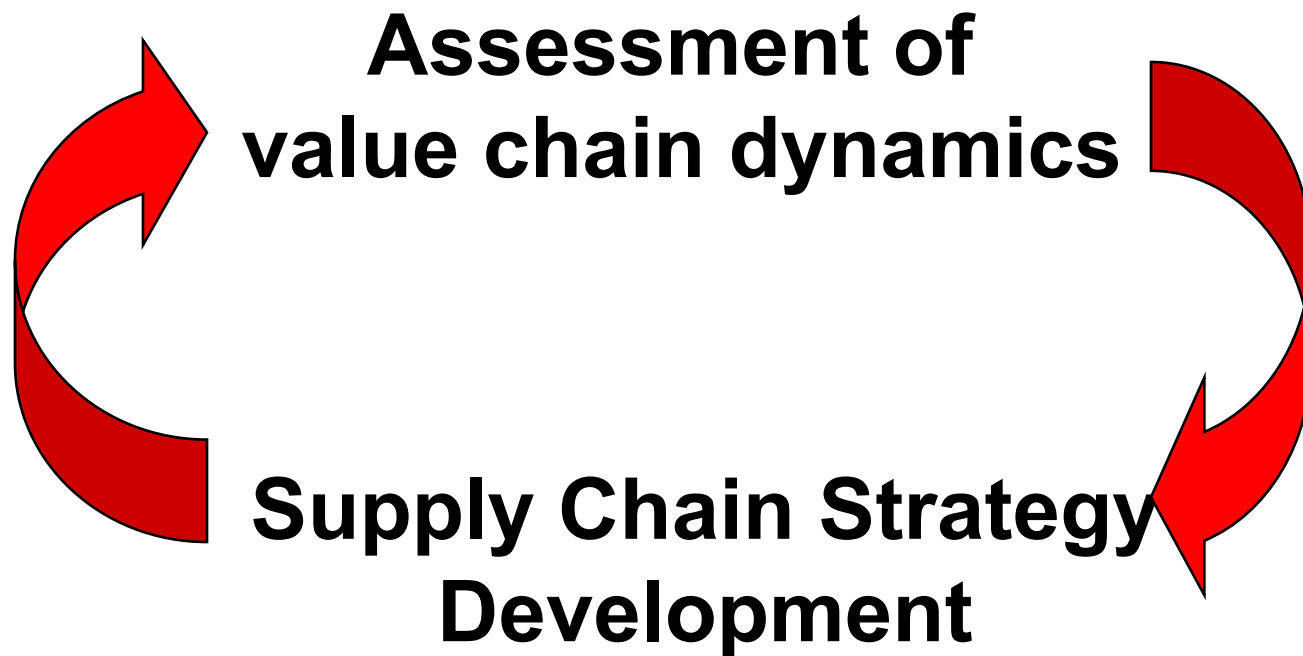 Assessment of
value chain dynamics
Supply Chain Strategy
Development